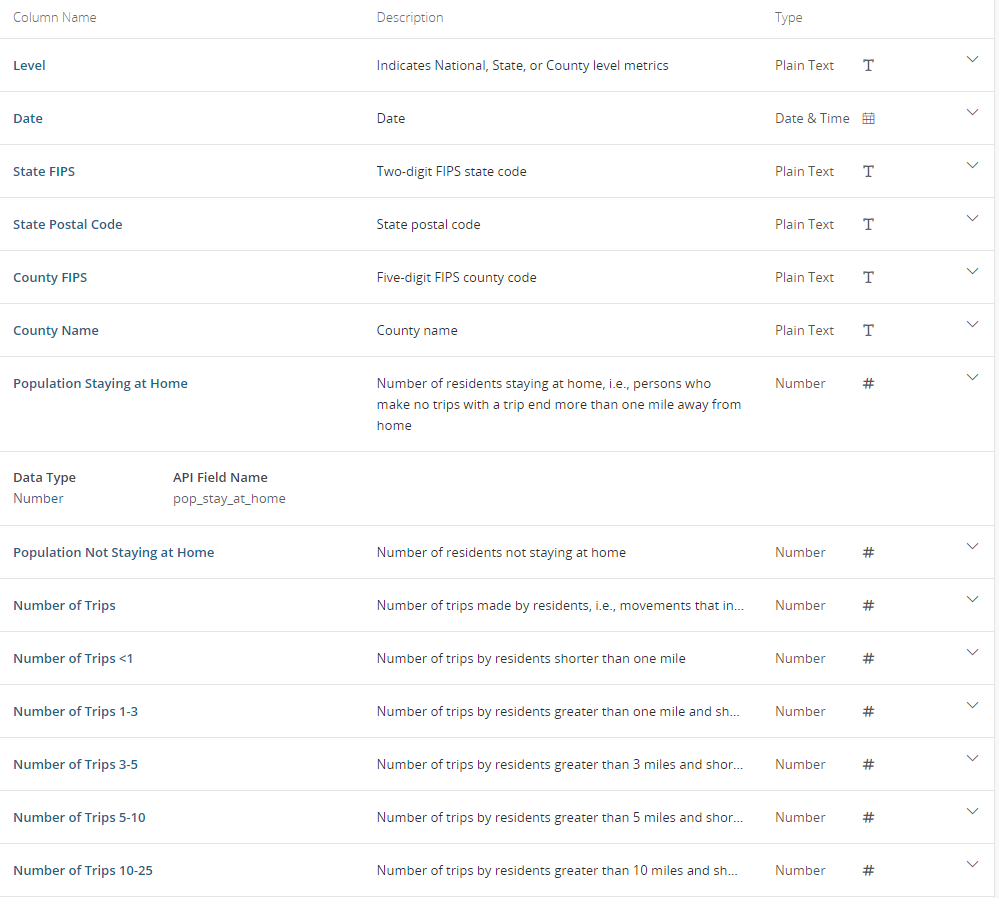 Column Name Description Type
Level Indicates National, State, or County level metrics Plain Text T
Date Date Date & Time
State FIPS Two-digit FIPS state code Plain Text T
State Postal Code State postal code Plain Text T
County FIPS Five-digit FIPS county code Plain Text T
County Name County name Plain Text T
Population Staying at Home Number of residents staying at home, i.e., persons who Number #
make no trips with a trip end more than one mile away from
home
Data Type API Field Name
Number pop_stay_at_home
Population Not Staying at Home Number of residents not staying at home Number #
Number of Trips Number of trips made by residents, i.e., movements that in... Number #
Number of Trips <1 Number of trips by residents shorter than one mile Number #
Number of Trips 1-3 Number of trips by residents greater than one mile and sh... Number #
Number of Trips 3-5 Number of trips by residents greater than 3 miles and shor... Number #
Number of Trips 5-10 Number of trips by residents greater than 5 miles and shor... Number #
Number of Trips 10-25 Number of trips by residents greater than 10 miles and sh... Number #